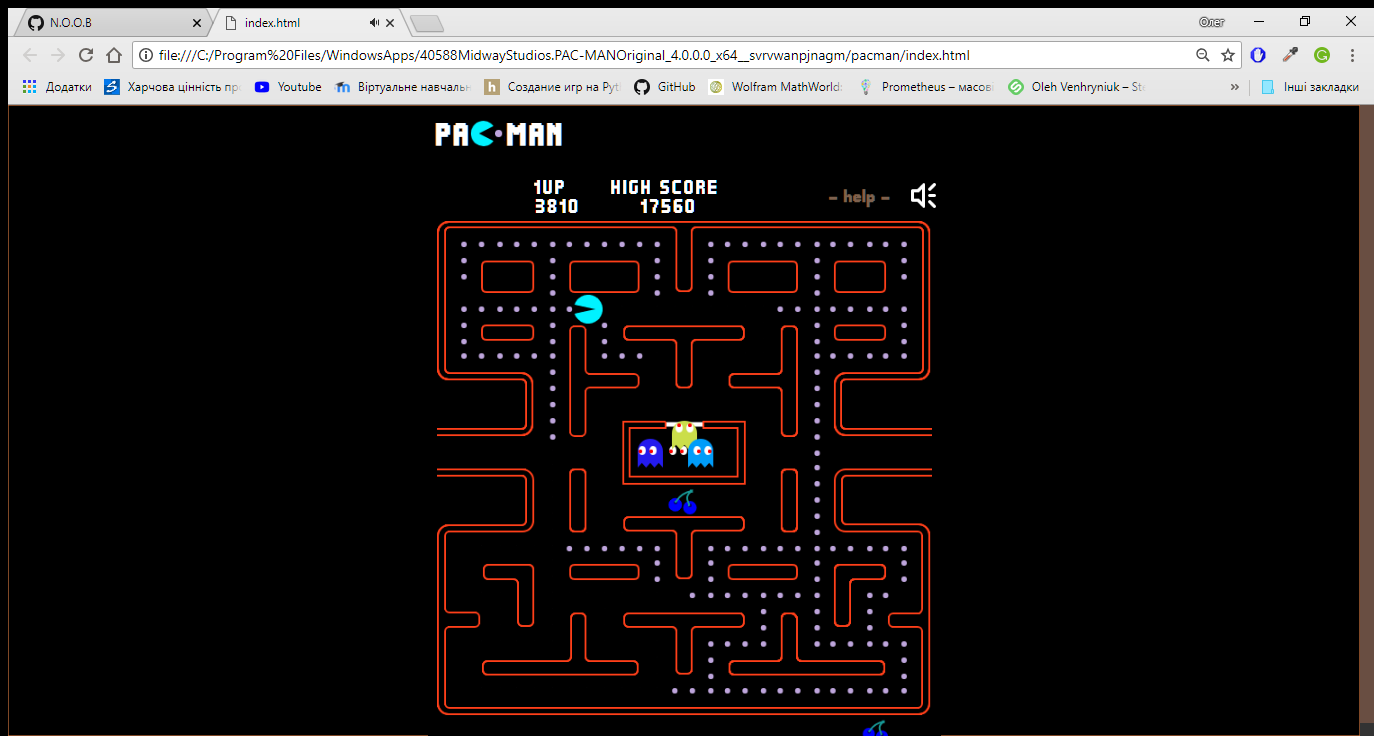 N.O.O.B
index.html
Олег
file:///C:/Program%20Files/WindowsApps/40588MidwayStudios.PAC-MANOriginal_4.0.0.0_x64__svrvwanpjnagm/pacman/index.html
Додатки
Харчова цінність пр
Youtube
Віртуальне навчаль
Создание игр на Pyt
GitHub
Wolfram MathWorld:
Prometheus – масові
Oleh Venhryniuk – St
»
Інші закладки
PAC-MAN
1UP HIGH SCORE
3810 17560
- help -